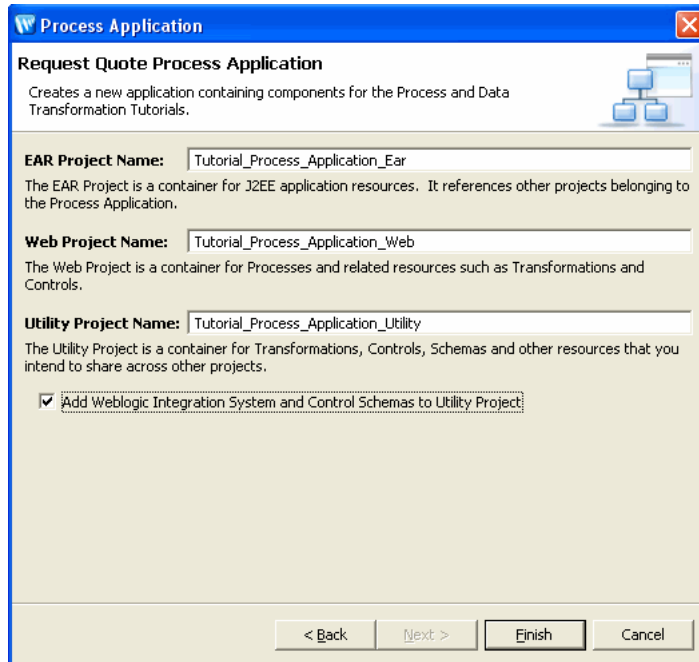 Process Application
Request Quote Process Application
Creates a new application containing components for the Process and Data
Transformation Tutorials.
EAR Project Name: Tutorial_Process_Application_Ear
The EAR Project is a container for J2EE application resources. It references other projects belonging to
the Process Application.
Web Project Name: Tutorial_Process_Application_Web
The Web Project is a container for Processes and related resources such as Transformations and
Controls.
Utility Project Name: Tutorial_Process_Application_Utility
The Utility Project is a container for Transformations, Controls, Schemas and other resources that you
intend to share across other projects.
Add Weblogic Integration System and Control Schemas to Utility Project
< Back Next > Finish Cancel